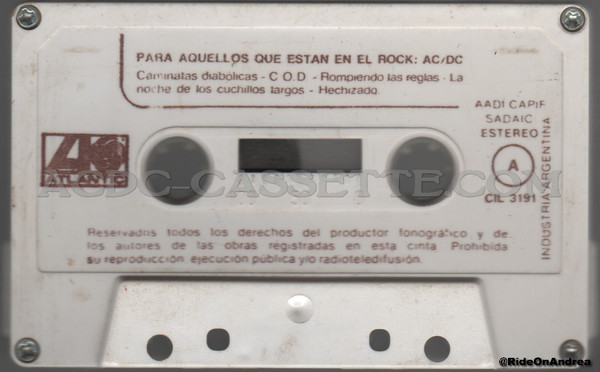 PARA AQUELLOS QUE ESTAN EN EL ROCK: AC/DC
Caminatas diabólicas - C O D - Rompiendo las reglas - La
noche de los cuchillos largos - Hechizado.
AADI CAPIF
SADAIC
ESTEREO
A
CIL 3191
INDUSTRIA ARGENTINA
ATLANTIC
ACDC-CASSETTE.COM
Reservados todos los derechos del productor fonográfico y de
los autores de las obras registradas en esta cinta Prohibida
su reproducción ejecución pública y/o radioteledifusión.
@RideOnAndrea